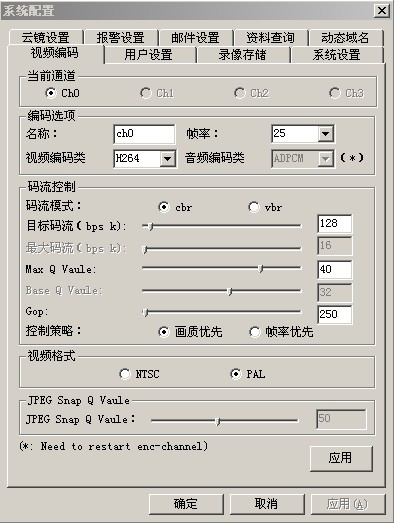 系统配置
云镜设置 报警设置 邮件设置 资料查询 动态域名
视频编码 用户设置 录像存储 系统设置
当前通道
Ch0 Ch1 Ch2 Ch3
编码选项
名称： ch0 帧率： 25
视频编码类 H264 音频编码类 ADPCM (*)
码流控制
码流模式： cbr vbr
目标码流(bps k): 128
最大码流(bps k): 16
Max Q Vaule: 40
Base Q Vaule: 32
Gop: 250
控制策略： 画质优先 帧率优先
视频格式
NTSC PAL
JPEG Snap Q Vaule
JPEG Snap Q Vaule： 50
(*: Need to restart enc-channel)
应用
确定 取消 应用(A)